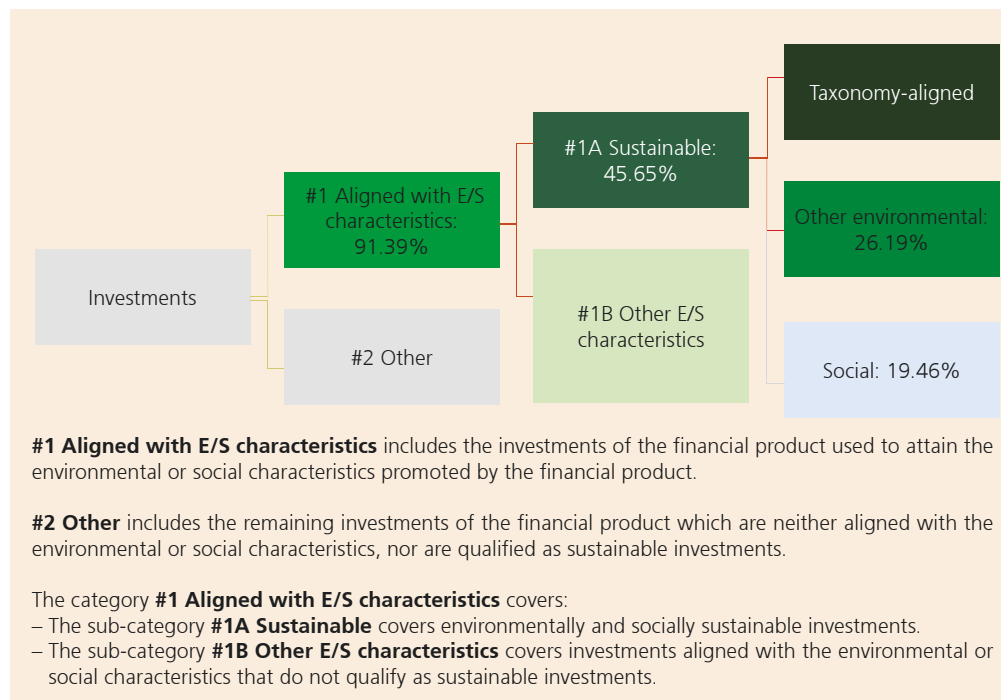 Taxonomy-aligned
#1A Sustainable:
45.65%
#1 Aligned with E/S
characteristics:
91.39%
Other environmental:
26.19%
Investments
#1B Other E/S
characteristics
#2 Other
Social: 19.46%
#1 Aligned with E/S characteristics includes the investments of the financial product used to attain the
environmental or social characteristics promoted by the financial product.
#2 Other includes the remaining investments of the financial product which are neither aligned with the
environmental or social characteristics, nor are qualified as sustainable investments.
The category #1 Aligned with E/S characteristics covers:
– The sub-category #1A Sustainable covers environmentally and socially sustainable investments.
– The sub-category #1B Other E/S characteristics covers investments aligned with the environmental or
social characteristics that do not qualify as sustainable investments.